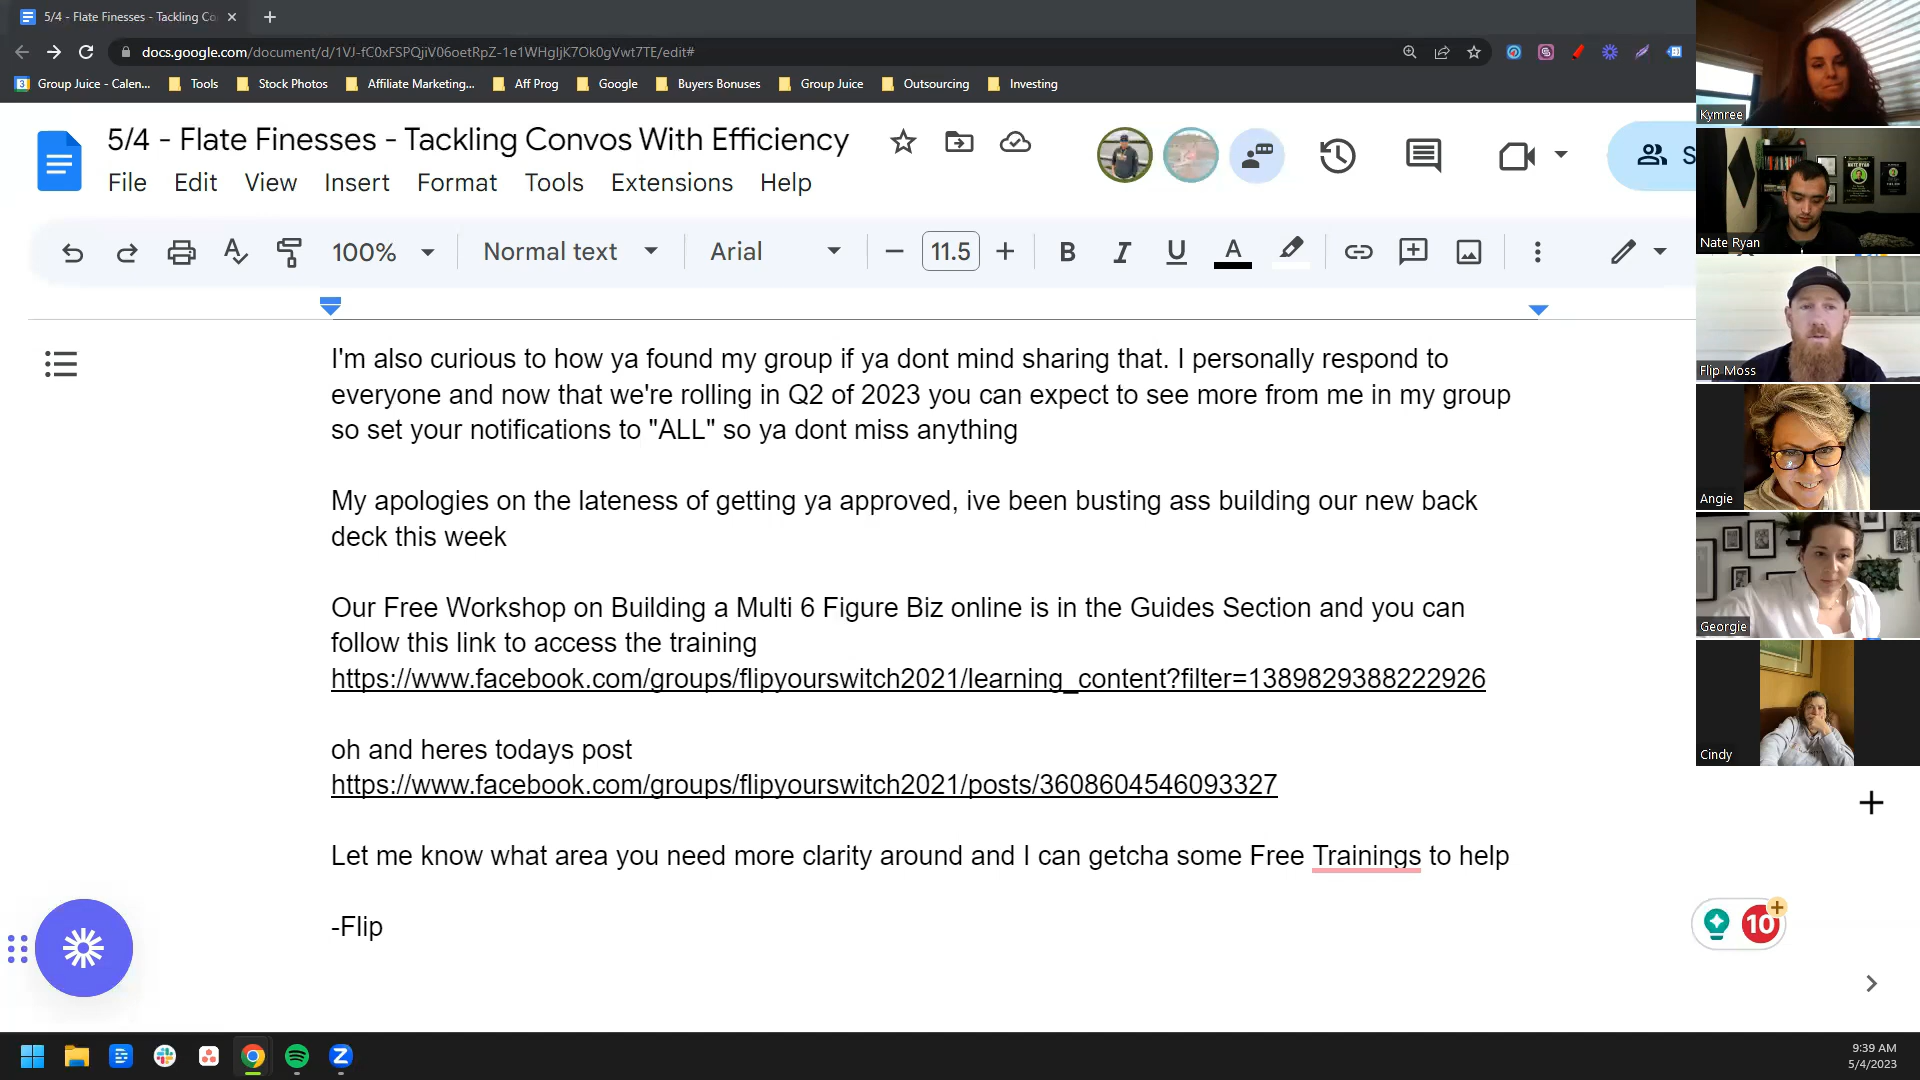 5/4 - Flate Finesses - Tackling Co
docs.google.com/document/d/1VJ-fC0xFSPQjiV06oetRpZ-1e1WHgIjK7Ok0gVwt7TE/edit#
Group Juice - Calen...
Tools
Stock Photos
Affiliate Marketing...
Aff Prog
Google
Buyers Bonuses
Group Juice
Outsourcing
Investing
5/4 - Flate Finesses - Tackling Convos With Efficiency
File Edit View Insert Format Tools Extensions Help
S
100% Normal text Arial 11.5 B I U A
I'm also curious to how ya found my group if ya dont mind sharing that. I personally respond to
everyone and now that we're rolling in Q2 of 2023 you can expect to see more from me in my group
so set your notifications to "ALL" so ya dont miss anything
My apologies on the lateness of getting ya approved, ive been busting ass building our new back
deck this week
Our Free Workshop on Building a Multi 6 Figure Biz online is in the Guides Section and you can
follow this link to access the training
https://www.facebook.com/groups/flipyourswitch2021/learning_content?filter=1389829388222926
oh and heres todays post
https://www.facebook.com/groups/flipyourswitch2021/posts/3608604546093327
Let me know what area you need more clarity around and I can getcha some Free Trainings to help
-Flip
Kymree
Nate Ryan
Flip Moss
Angie
Georgie
Cindy
10
9:39 AM
5/4/2023